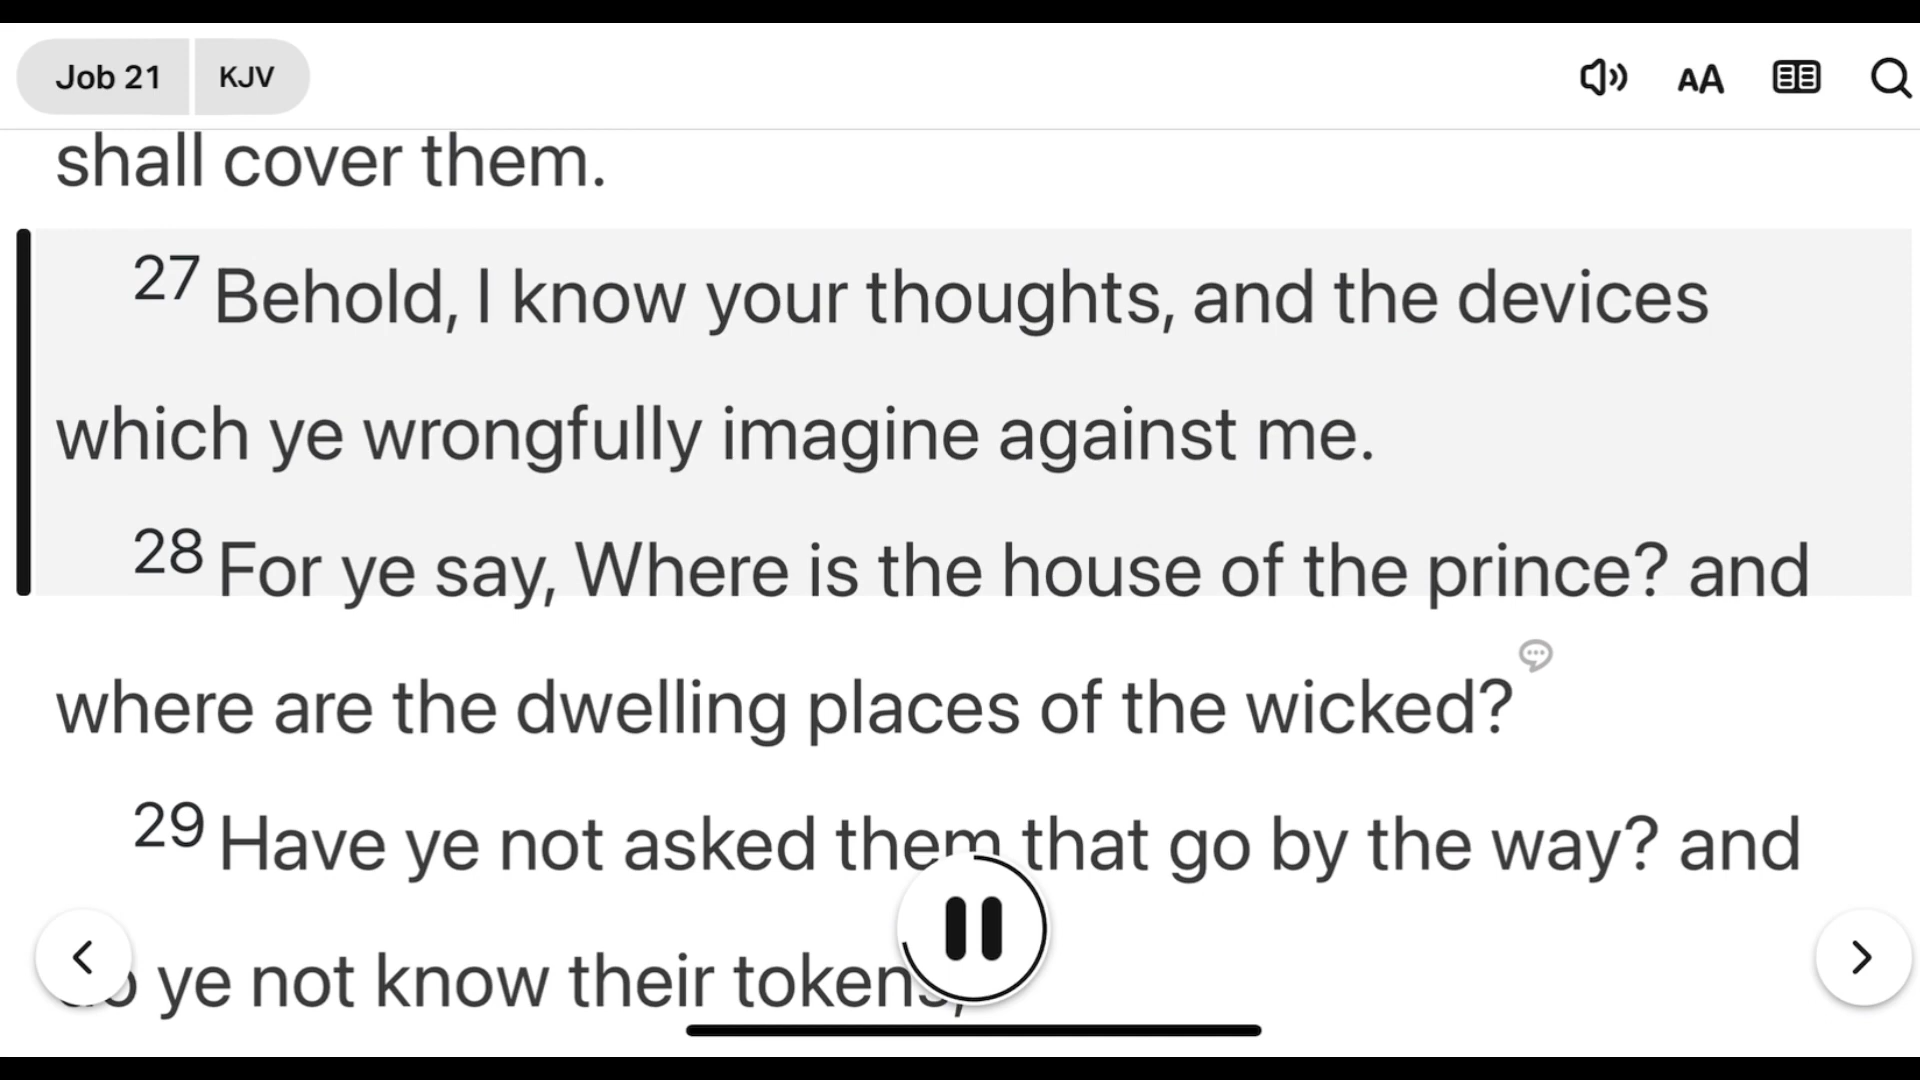 Job 21 KJV AA
shall cover them.
27 Behold, I know your thoughts, and the devices
which ye wrongfully imagine against me.
28 For ye say, Where is the house of the prince? and
where are the dwelling places of the wicked?
29 Have ye not asked them that go by the way? and
ye not know their tokens,